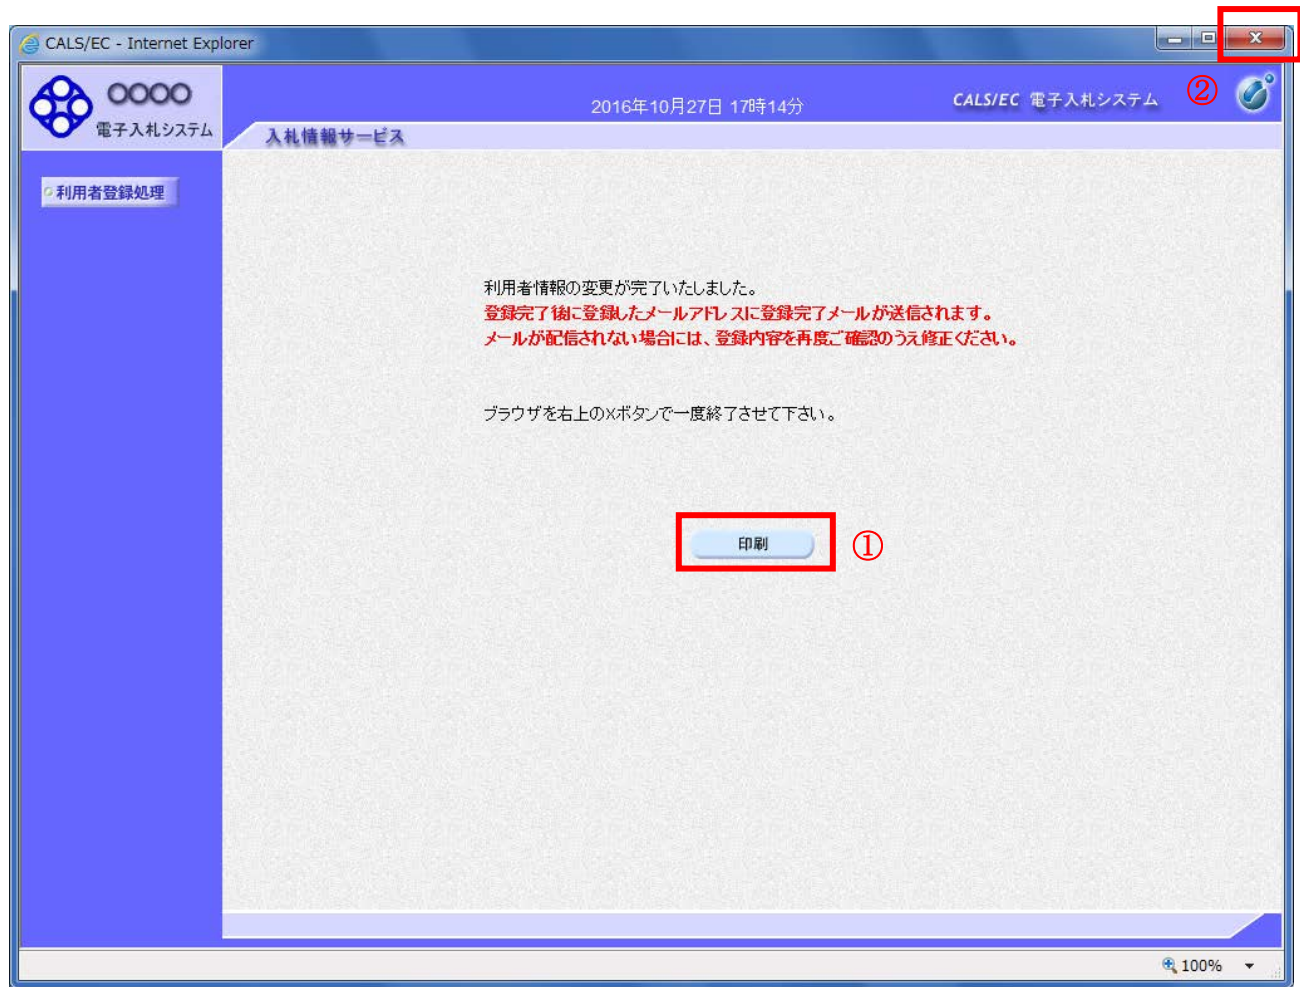 CALS/EC - Internet Explorer
〇〇〇〇
電子入札システム
2016年10月27日 17時14分
CALS/EC 電子入札システム
②
入札情報サービス
利用者登録処理
利用者情報の変更が完了いたしました。
登録完了後に登録したメールアドレスに登録完了メールが送信されます。
メールが配信されない場合には、登録内容を再度ご確認のうえ修正ください。
ブラウザを右上の×ボタンで一度終了させて下さい。
印刷
①
100%